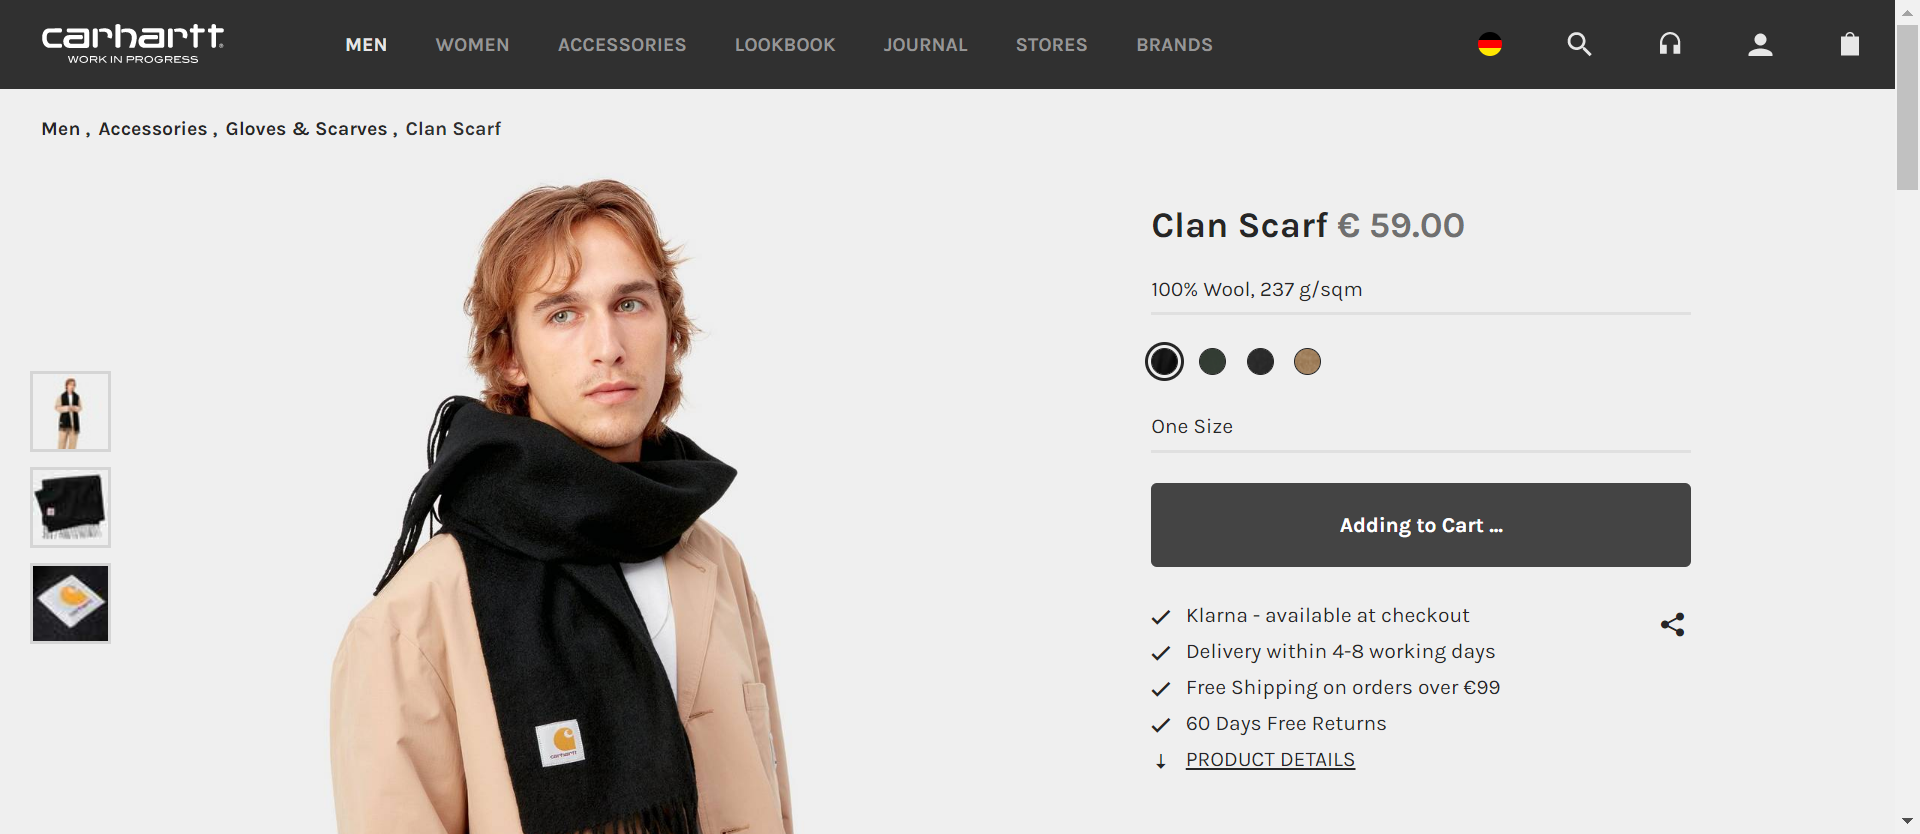 carhartt
WORK IN PROGRESS
MEN
WOMEN
ACCESSORIES
LOOKBOOK
JOURNAL
STORES
BRANDS
Men , Accessories , Gloves & Scarves , Clan Scarf
Clan Scarf € 59.00
100% Wool, 237 g/sqm
One Size
Adding to Cart ...
Klarna - available at checkout
Delivery within 4-8 working days
Free Shipping on orders over €99
60 Days Free Returns
PRODUCT DETAILS
carhartt